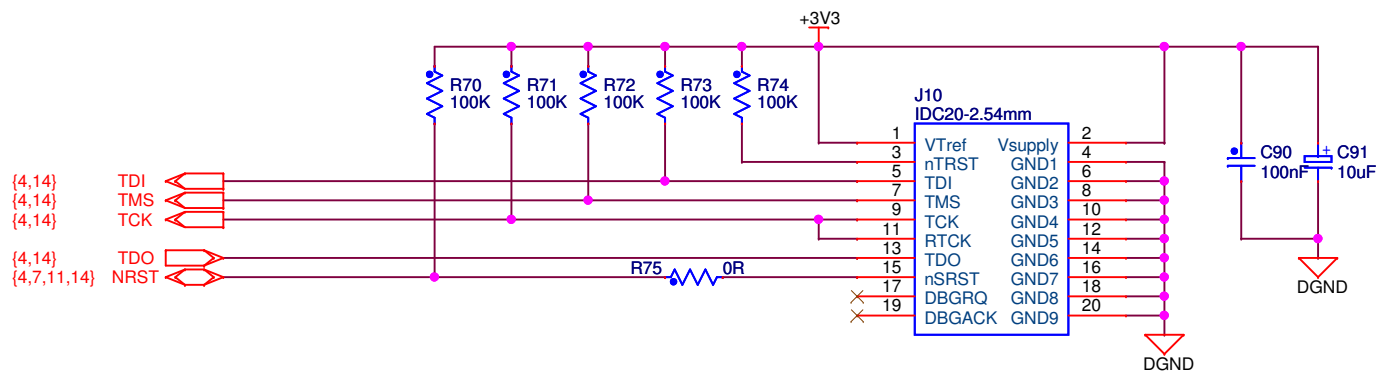 +3V3
R70
100K
R71
100K
R72
100K
R73
100K
R74
100K
J10
IDC20-2.54mm
1 VTref Vsupply 2
3 nTRST GND1 4
{4,14} TDI 5 TDI GND2 6
{4,14} TMS 7 TMS GND3 8
{4,14} TCK 9 TCK GND4 10
11 RTCK GND5 12
{4,14} TDO 13 TDO GND6 14
{4,7,11,14} NRST R75 0R 15 nSRST GND7 16
17 DBGRQ GND8 18
19 DBGACK GND9 20
DGND
C90
100nF
+ C91
10uF
DGND